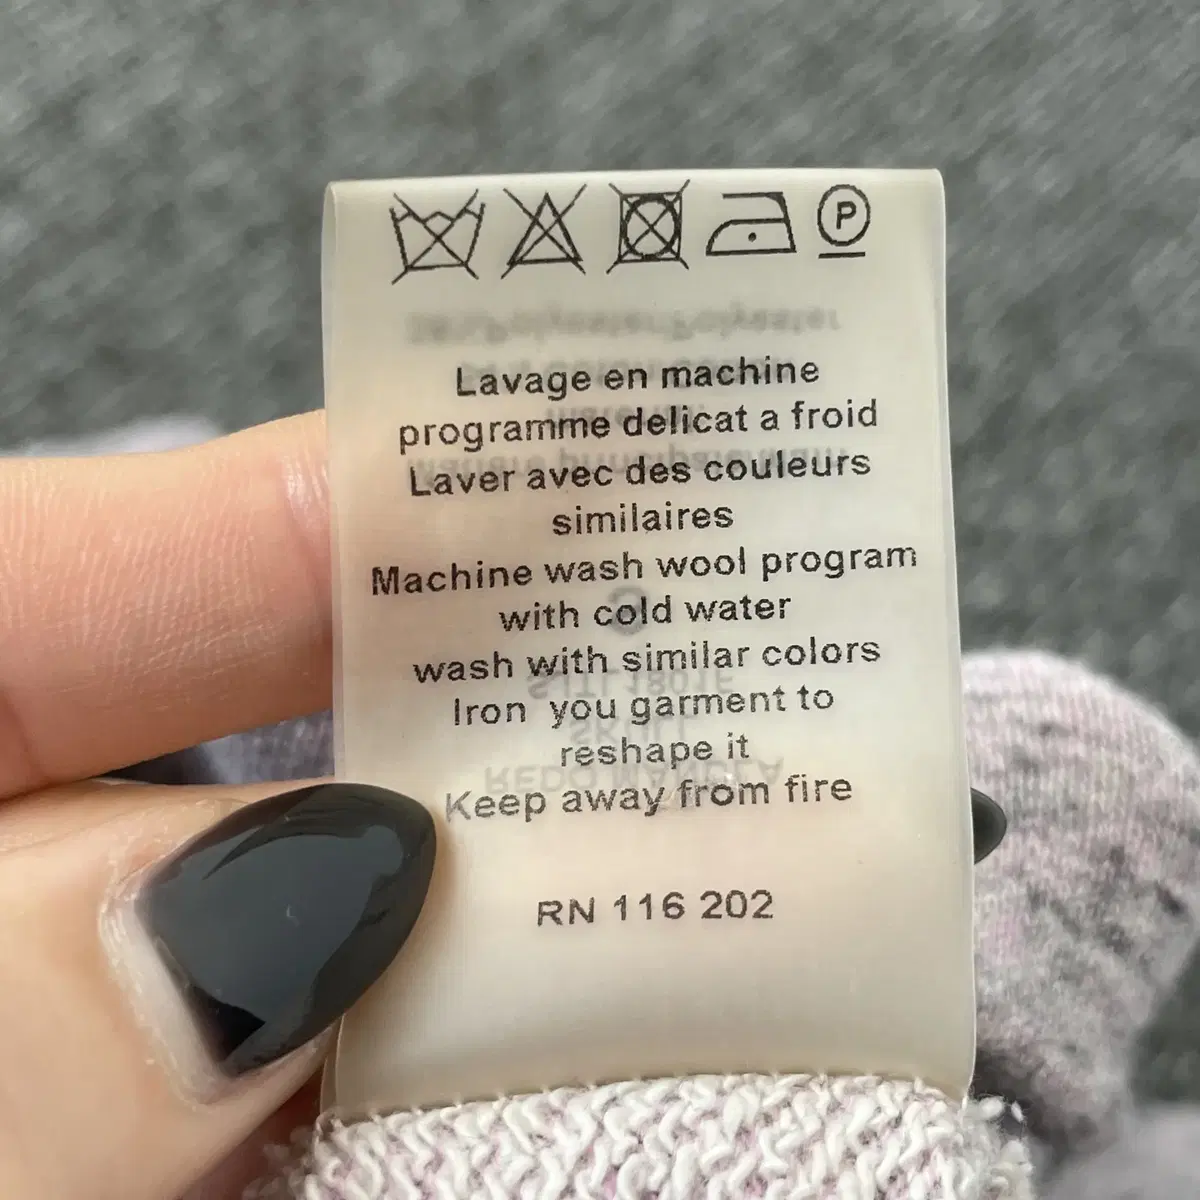 P
Lavage en machine
programme delicat a froid
Laver avec des couleurs
similaires
Machine wash wool program
with cold water
wash with similar colors
Iron you garment to
reshape it
Keep away from fire
RN 116 202